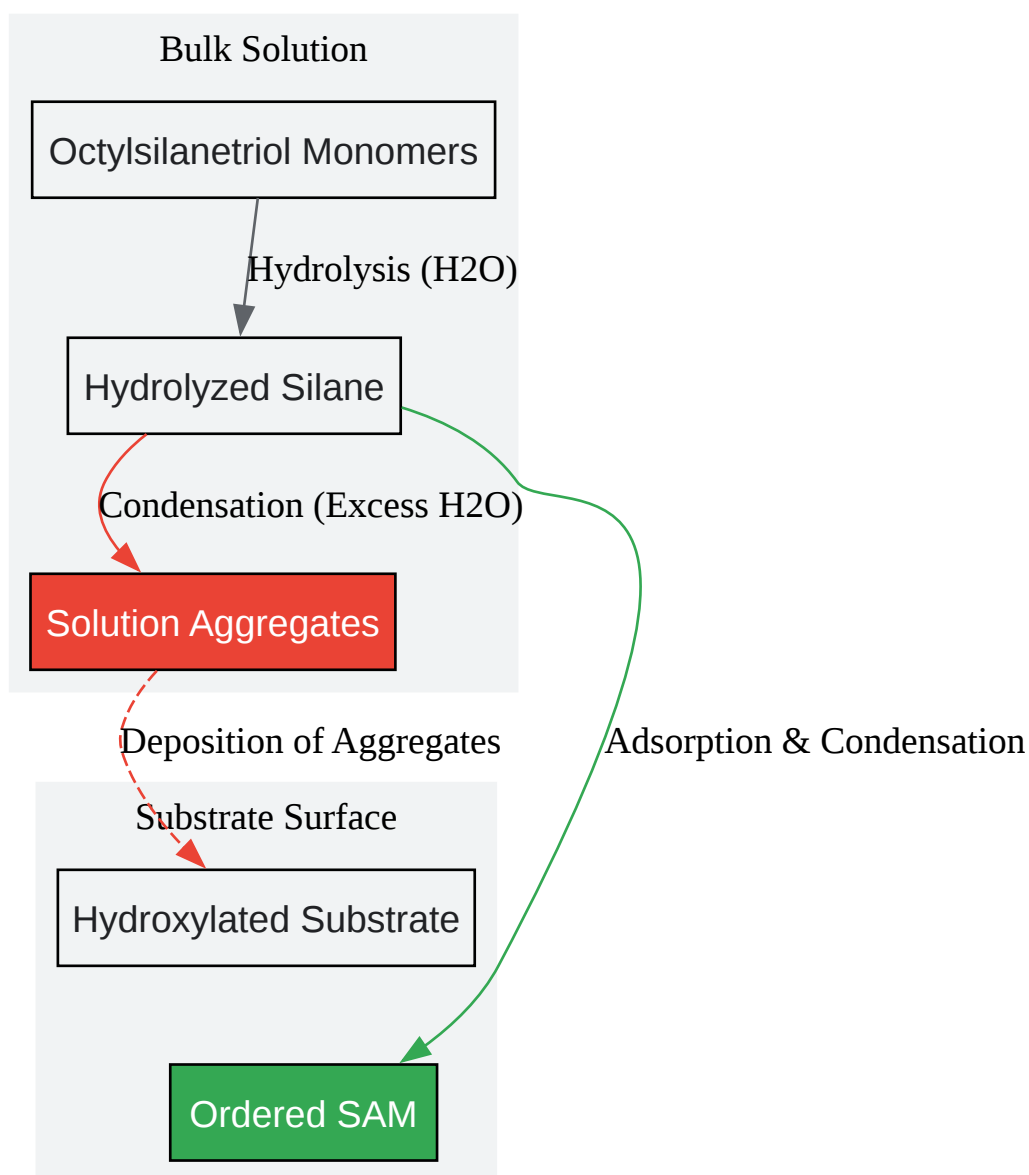 Bulk Solution
Octylsilanetriol Monomers
Hydrolysis (H2O)
Hydrolyzed Silane
Condensation (Excess H2O)
Solution Aggregates
Deposition of Aggregates
Adsorption & Condensation
Substrate Surface
Hydroxylated Substrate
Ordered SAM